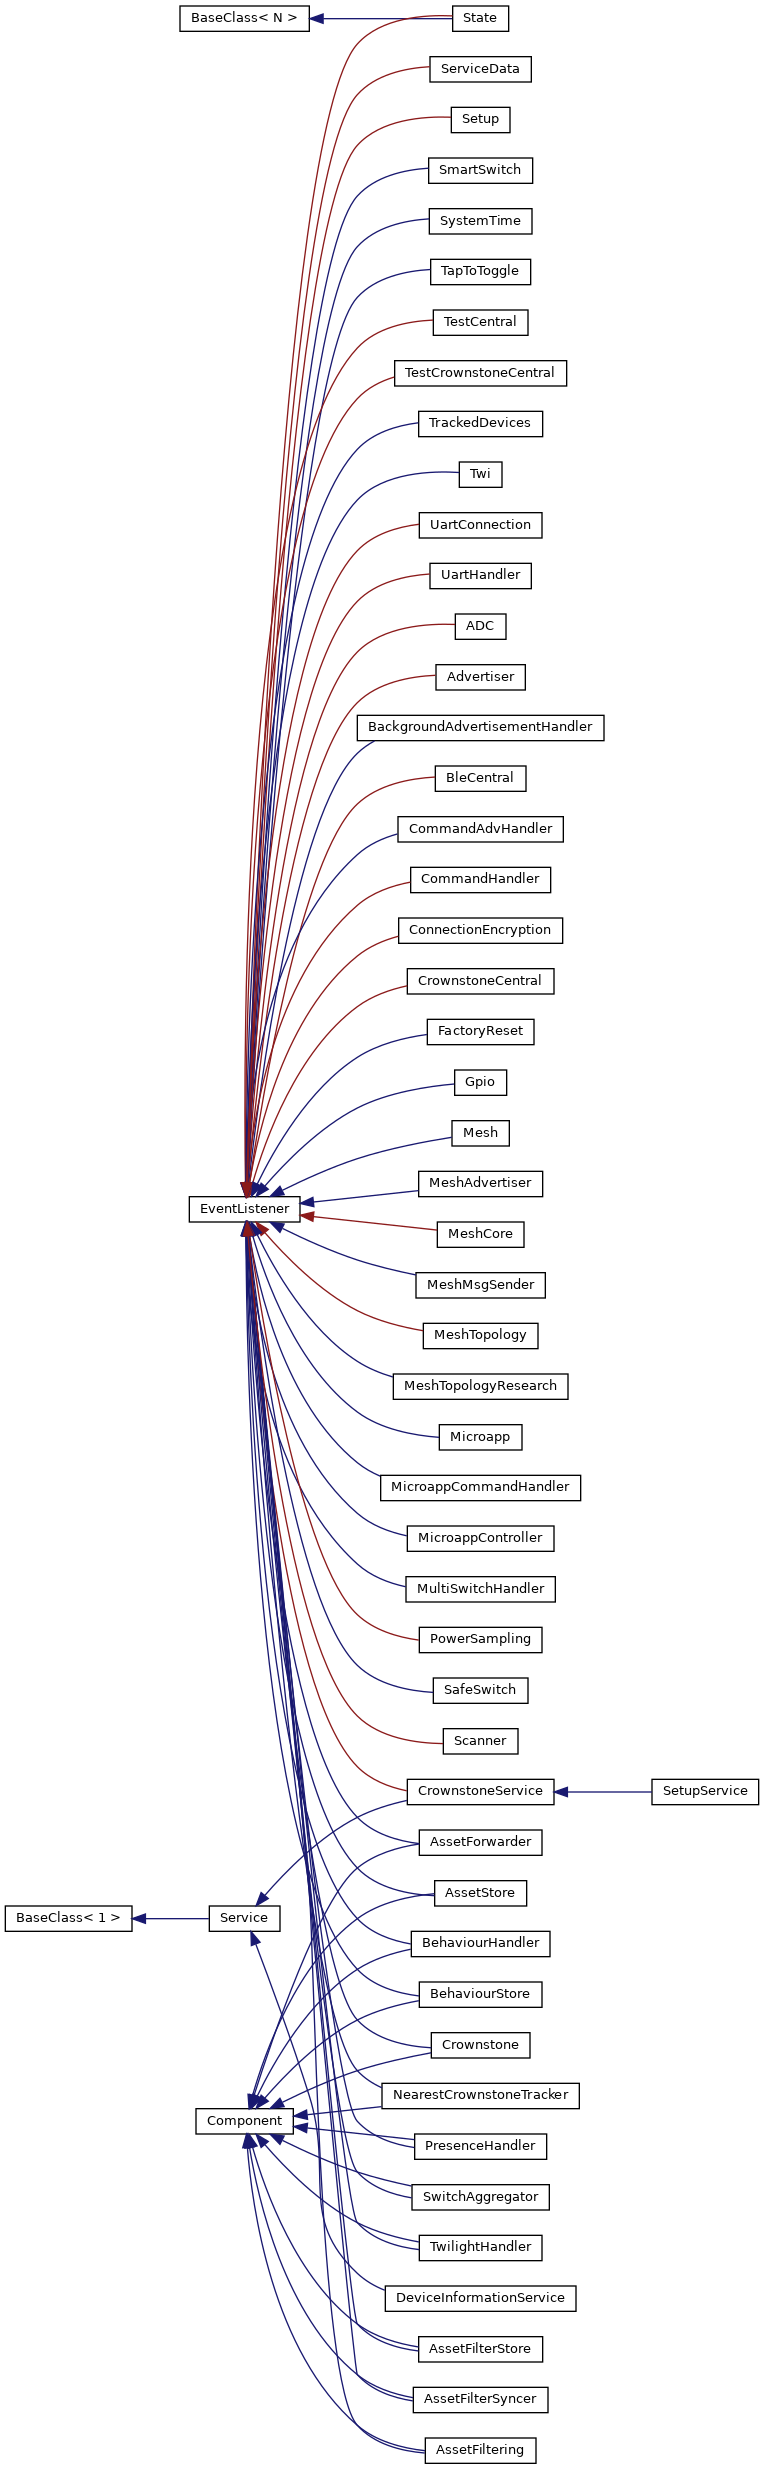 BaseClass< N >
State
ServiceData
Setup
SmartSwitch
SystemTime
TapToToggle
TestCentral
TestCrownstoneCentral
TrackedDevices
Twi
UartConnection
UartHandler
ADC
Advertiser
BackgroundAdvertisementHandler
BleCentral
CommandAdvHandler
CommandHandler
ConnectionEncryption
CrownstoneCentral
FactoryReset
Gpio
Mesh
MeshAdvertiser
EventListener
MeshCore
MeshMsgSender
MeshTopology
MeshTopologyResearch
Microapp
MicroappCommandHandler
MicroappController
MultiSwitchHandler
PowerSampling
SafeSwitch
Scanner
CrownstoneService
SetupService
AssetForwarder
AssetStore
BaseClass< 1 >
Service
BehaviourHandler
BehaviourStore
Crownstone
NearestCrownstoneTracker
Component
PresenceHandler
SwitchAggregator
TwilightHandler
DeviceInformationService
AssetFilterStore
AssetFilterSyncer
AssetFiltering